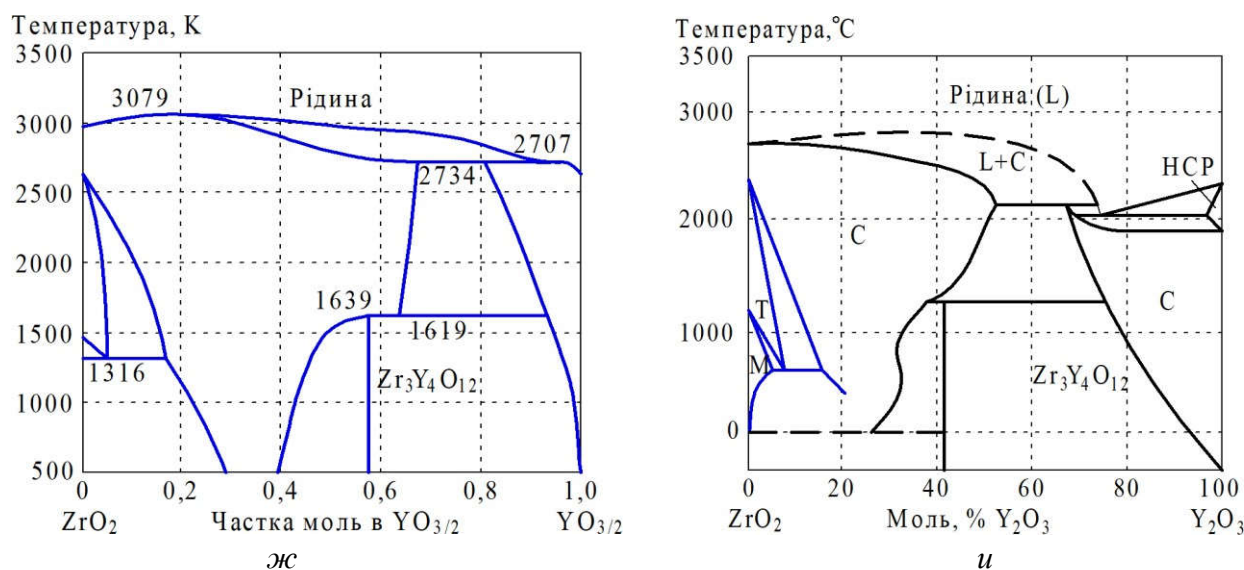 Температура, К
3500
3000
2500
2000
1500
1000
500
3079
Рідина
2707
2734
1639
1619
1316
Zr3Y4O12
0
0,2
0,4
0,6
0,8
1,0
ZrO2
Частка моль в YO3/2
YO3/2
ж
Температура,°С
3500
3000
2000
1000
0
Рідина (L)
L+C
НСР
С
Т
М
С
Zr3Y4O12
0
20
40
60
80
100
ZrO2
Моль, % Y2O3
Y2O3
и